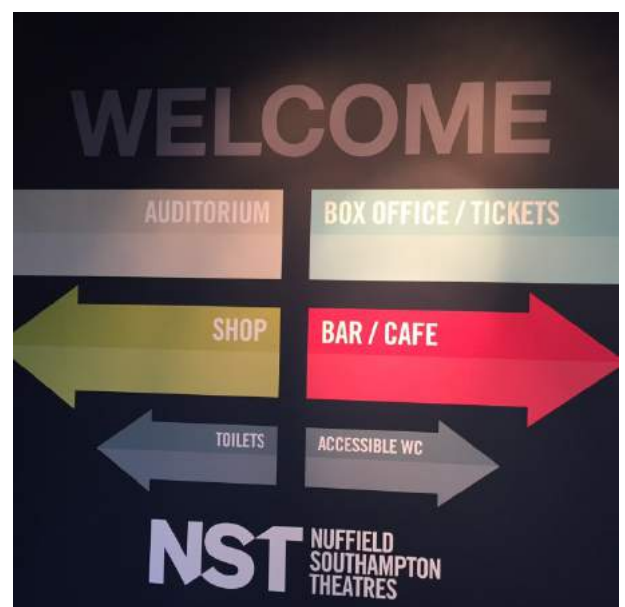 WELCOME
AUDITORIUM
BOX OFFICE / TICKETS
SHOP
BAR / CAFE
TOILETS
ACCESSIBLE WC
NST
NUFFIELD
SOUTHAMPTON
THEATRES